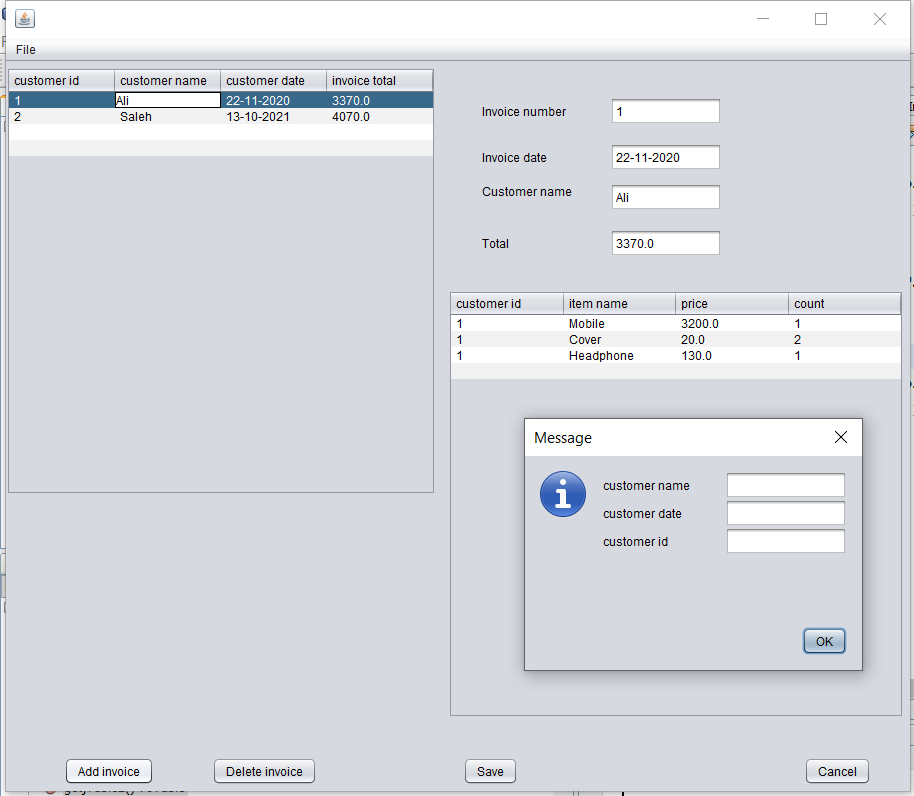 File
customer id customer name customer date invoice total
1 Ali 22-11-2020 3370.0
2 Saleh 13-10-2021 4070.0
Invoice number 1
Invoice date 22-11-2020
Customer name Ali
Total 3370.0
customer id item name price count
1 Mobile 3200.0 1
1 Cover 20.0 2
1 Headphone 130.0 1
Message
customer name
customer date
customer id
OK
Add invoice Delete invoice Save Cancel